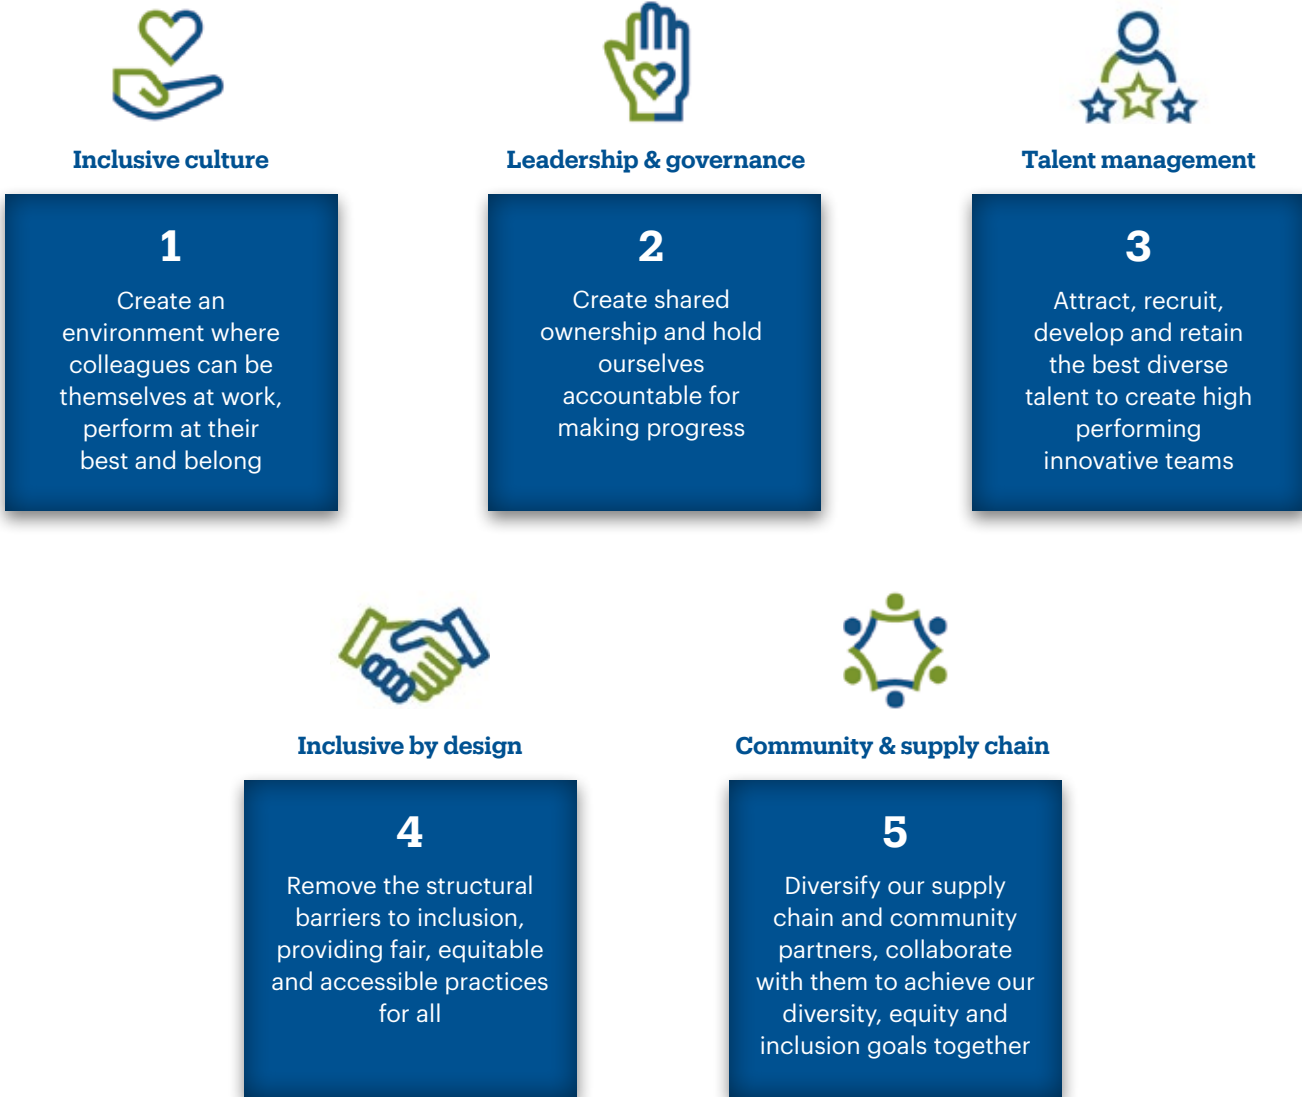 Inclusive culture
1
Create an
environment where
colleagues can be
themselves at work,
perform at their
best and belong
Leadership & governance
2
Create shared
ownership and hold
ourselves
accountable for
making progress
Talent management
3
Attract, recruit,
develop and retain
the best diverse
talent to create high
performing
innovative teams
Inclusive by design
4
Remove the structural
barriers to inclusion,
providing fair, equitable
and accessible practices
for all
Community & supply chain
5
Diversify our supply
chain and community
partners, collaborate
with them to achieve our
diversity, equity and
inclusion goals together